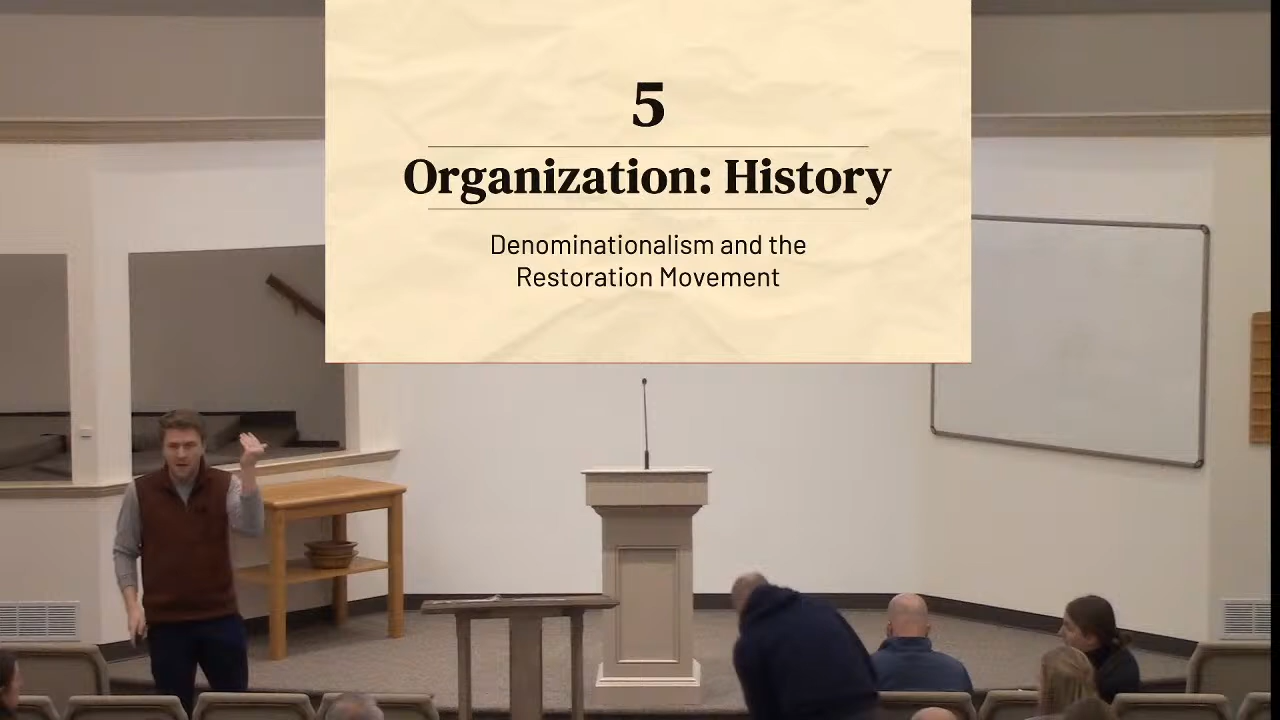 5
Organization: History
Denominationalism and the
Restoration Movement